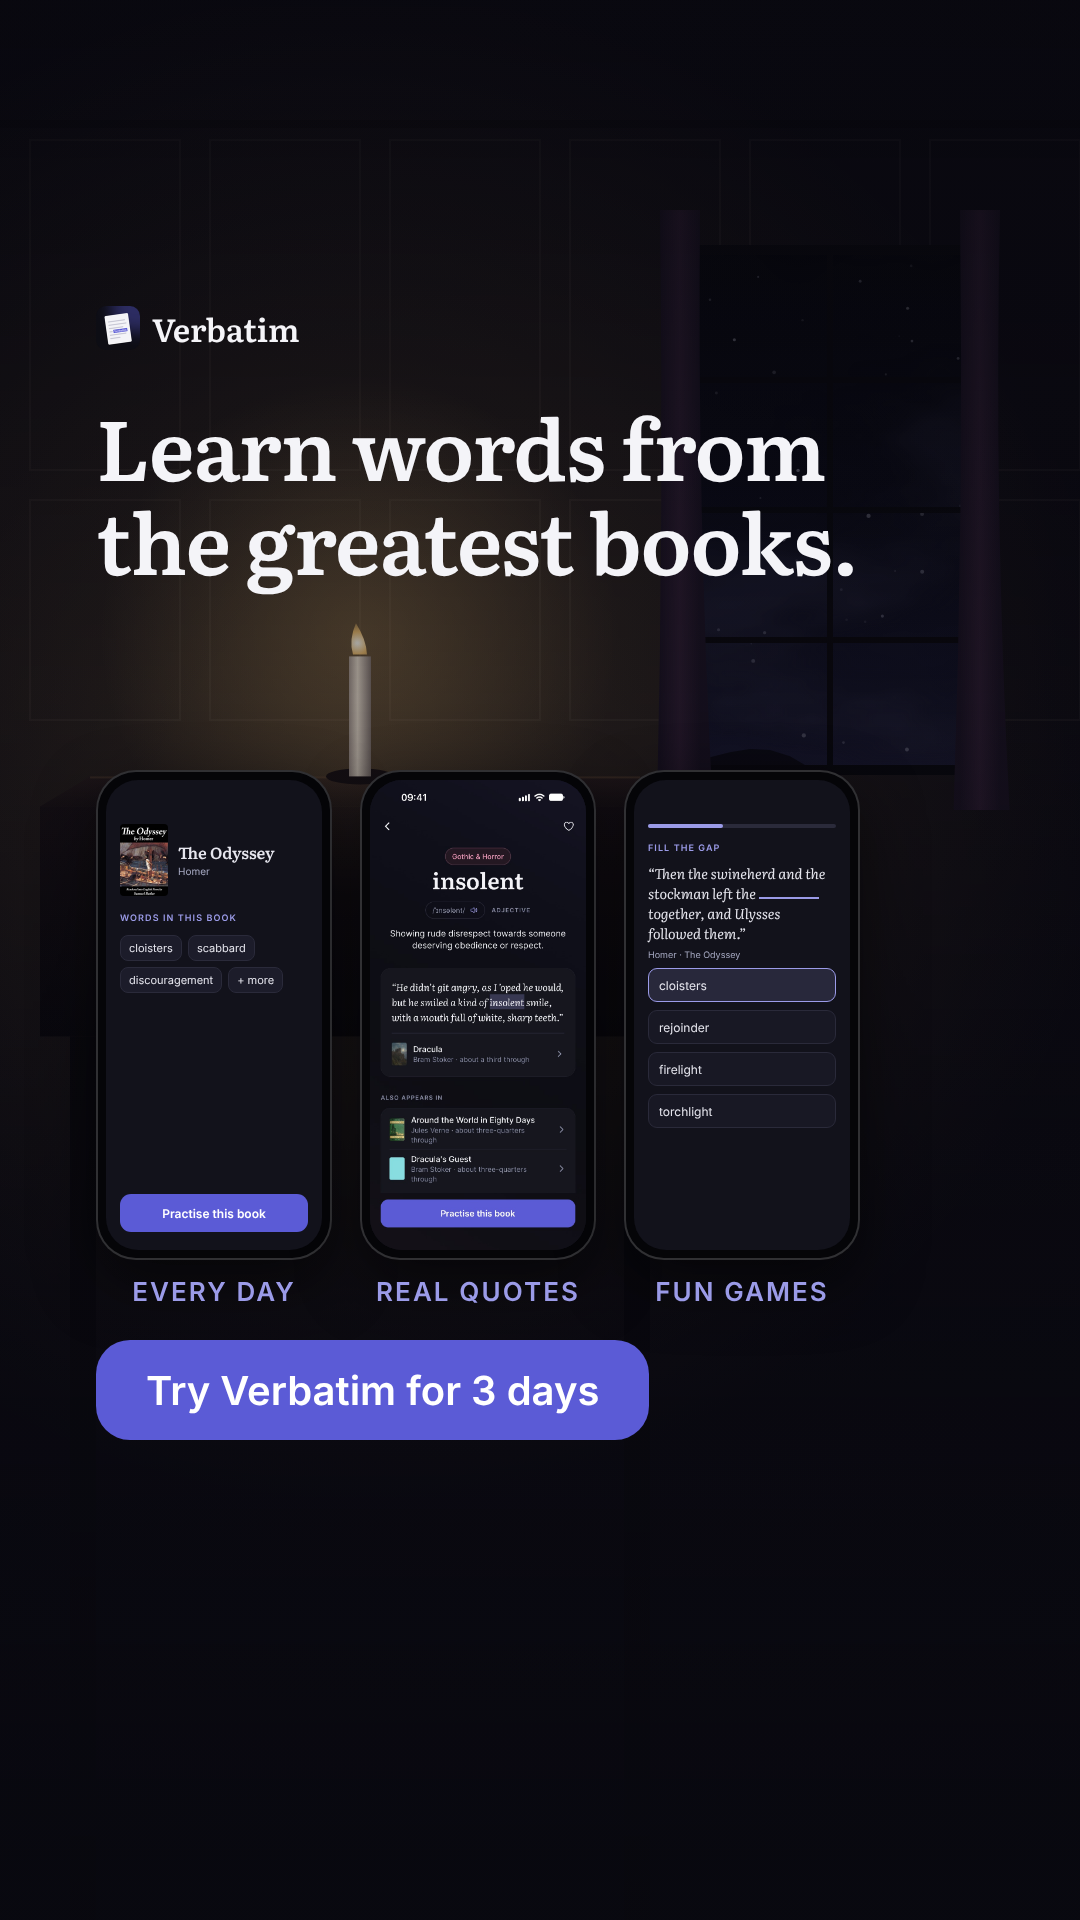 Verbatim
Learn words from
the greatest books.
The Odyssey
by Homer
The Odyssey
Homer
WORDS IN THIS BOOK
cloisters
scabbard
discouragement
+ more
Practise this book
09:41
Gothic & Horror
insolent
/ˈɪnsələnt/
ADJECTIVE
Showing rude disrespect towards someone
deserving obedience or respect.
“He didn't git angry, as I 'oped he would,
but he smiled a kind of insolent smile,
with a mouth full of white, sharp teeth.”
Dracula
Bram Stoker · about a third through
ALSO APPEARS IN
Around the World in Eighty Days
Jules Verne · about three-quarters
through
Dracula's Guest
Bram Stoker · about three-quarters
through
Practise this book
FILL THE GAP
“Then the swineherd and the
stockman left the
together, and Ulysses
followed them.”
Homer · The Odyssey
cloisters
rejoinder
firelight
torchlight
EVERY DAY
REAL QUOTES
FUN GAMES
Try Verbatim for 3 days